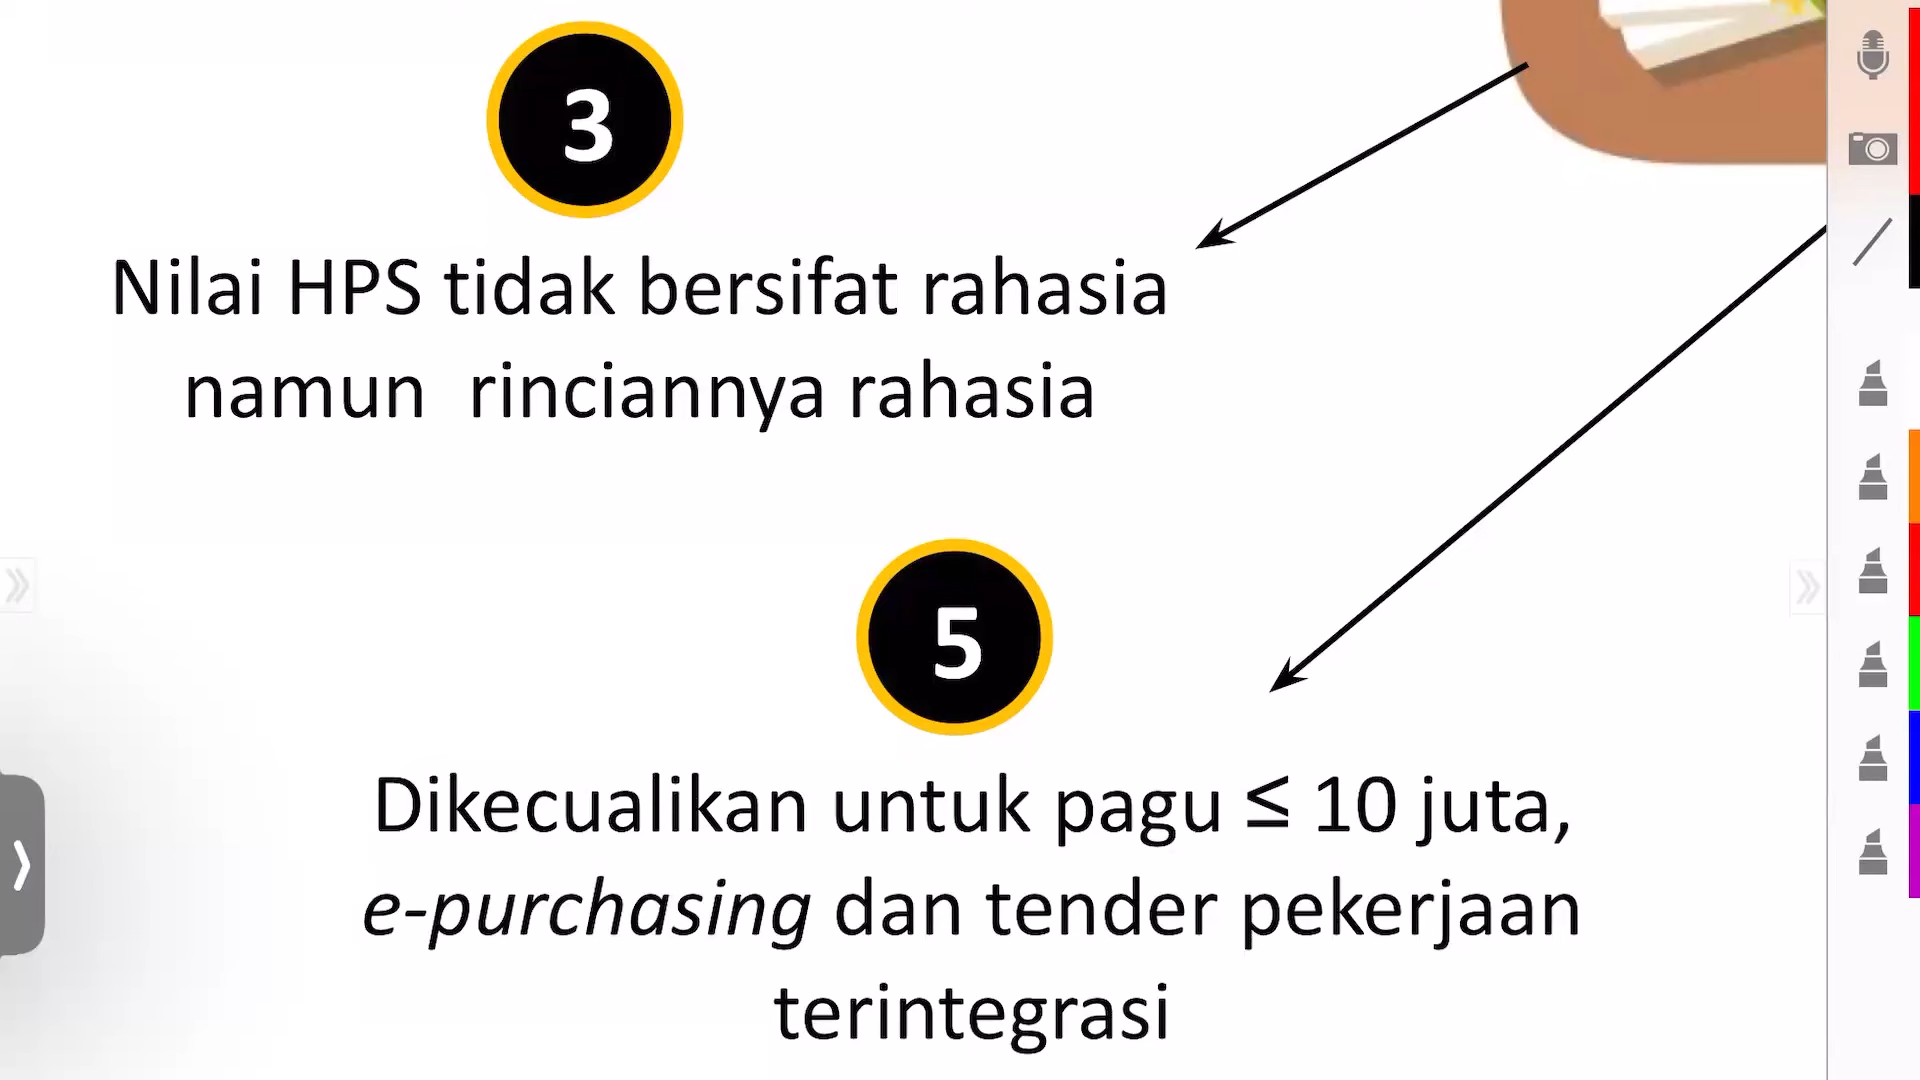 3
Nilai HPS tidak bersifat rahasia
namun rinciannya rahasia
5
Dikecualikan untuk pagu ≤ 10 juta,
e-purchasing dan tender pekerjaan
terintegrasi